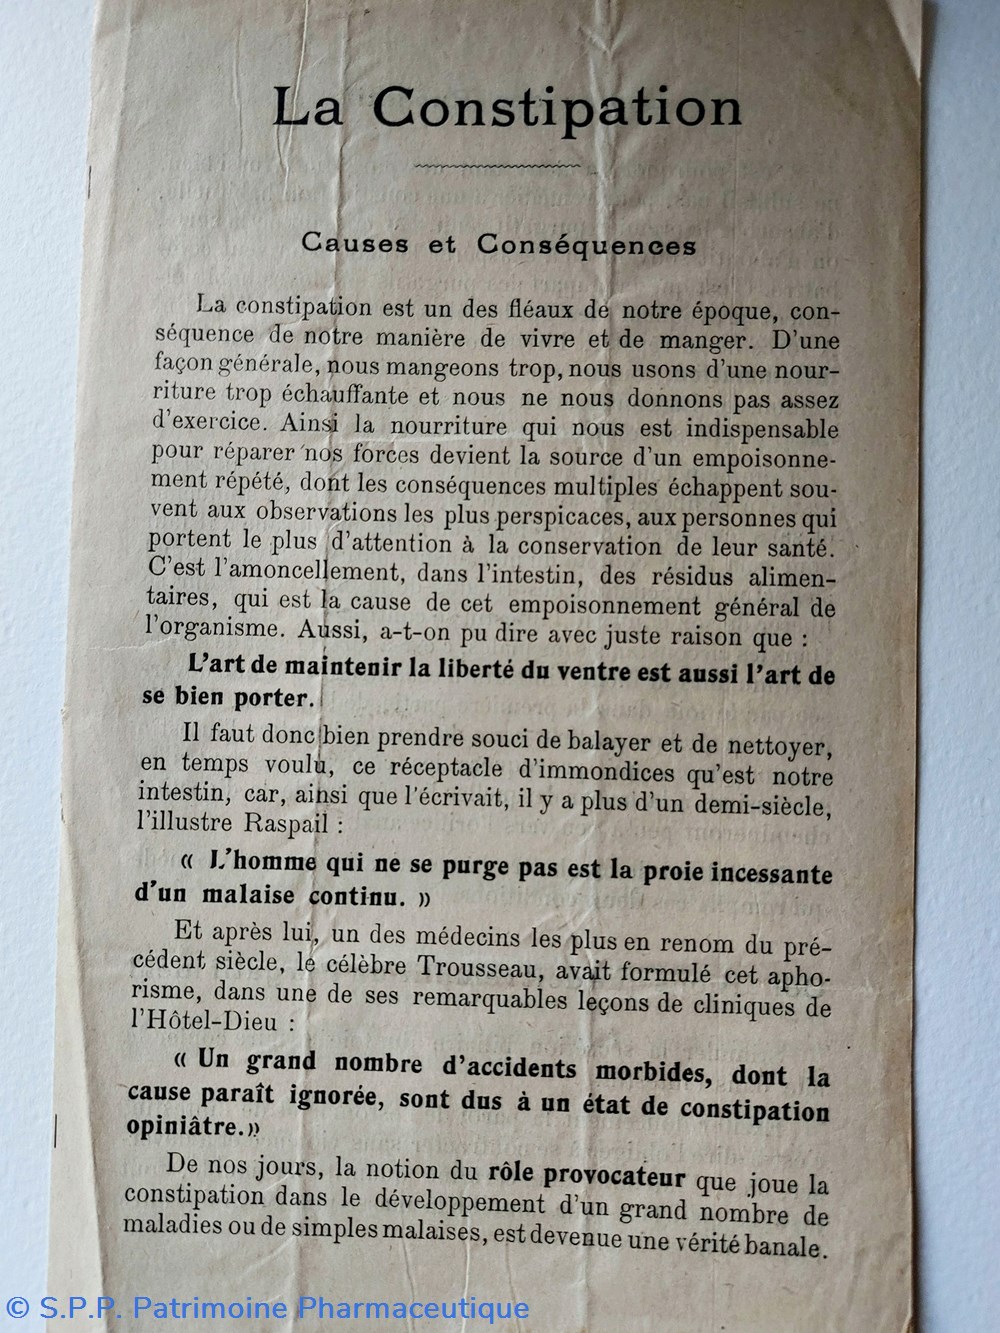 La Constipation
Causes et Conséquences
La constipation est un des fléaux de notre époque, con-
séquence de notre manière de vivre et de manger. D'une
façon générale, nous mangeons trop, nous usons d'une nour-
riture trop échauffante et nous ne nous donnons pas assez
d'exercice. Ainsi la nourriture qui nous est indispensable
pour réparer nos forces devient la source d'un empoisonne-
ment répété, dont les conséquences multiples échappent sou-
vent aux observations les plus perspicaces, aux personnes qui
portent le plus d'attention à la conservation de leur santé.
C'est l'amoncellement, dans l'intestin, des résidus alimen-
taires, qui est la cause de cet empoisonnement général de
l'organisme. Aussi, a-t-on pu dire avec juste raison que :
L'art de maintenir la liberté du ventre est aussi l'art de
se bien porter.
Il faut donc bien prendre souci de balayer et de nettoyer,
en temps voulu, ce réceptacle d'immondices qu'est notre
intestin, car, ainsi que l'écrivait, il y a plus d'un demi-siècle,
l'illustre Raspail :
« L'homme qui ne se purge pas est la proie incessante
d'un malaise continu. »
Et après lui, un des médecins les plus en renom du pré-
cédent siècle, le célèbre Trousseau, avait formulé cet apho-
risme, dans une de ses remarquables leçons de cliniques de
l'Hôtel-Dieu :
« Un grand nombre d'accidents morbides, dont la
cause paraît ignorée, sont dus à un état de constipation
opiniâtre.»
De nos jours, la notion du rôle provocateur que joue la
constipation dans le développement d'un grand nombre de
maladies ou de simples malaises, est devenue une vérité banale.
© S.P.P. Patrimoine Pharmaceutique